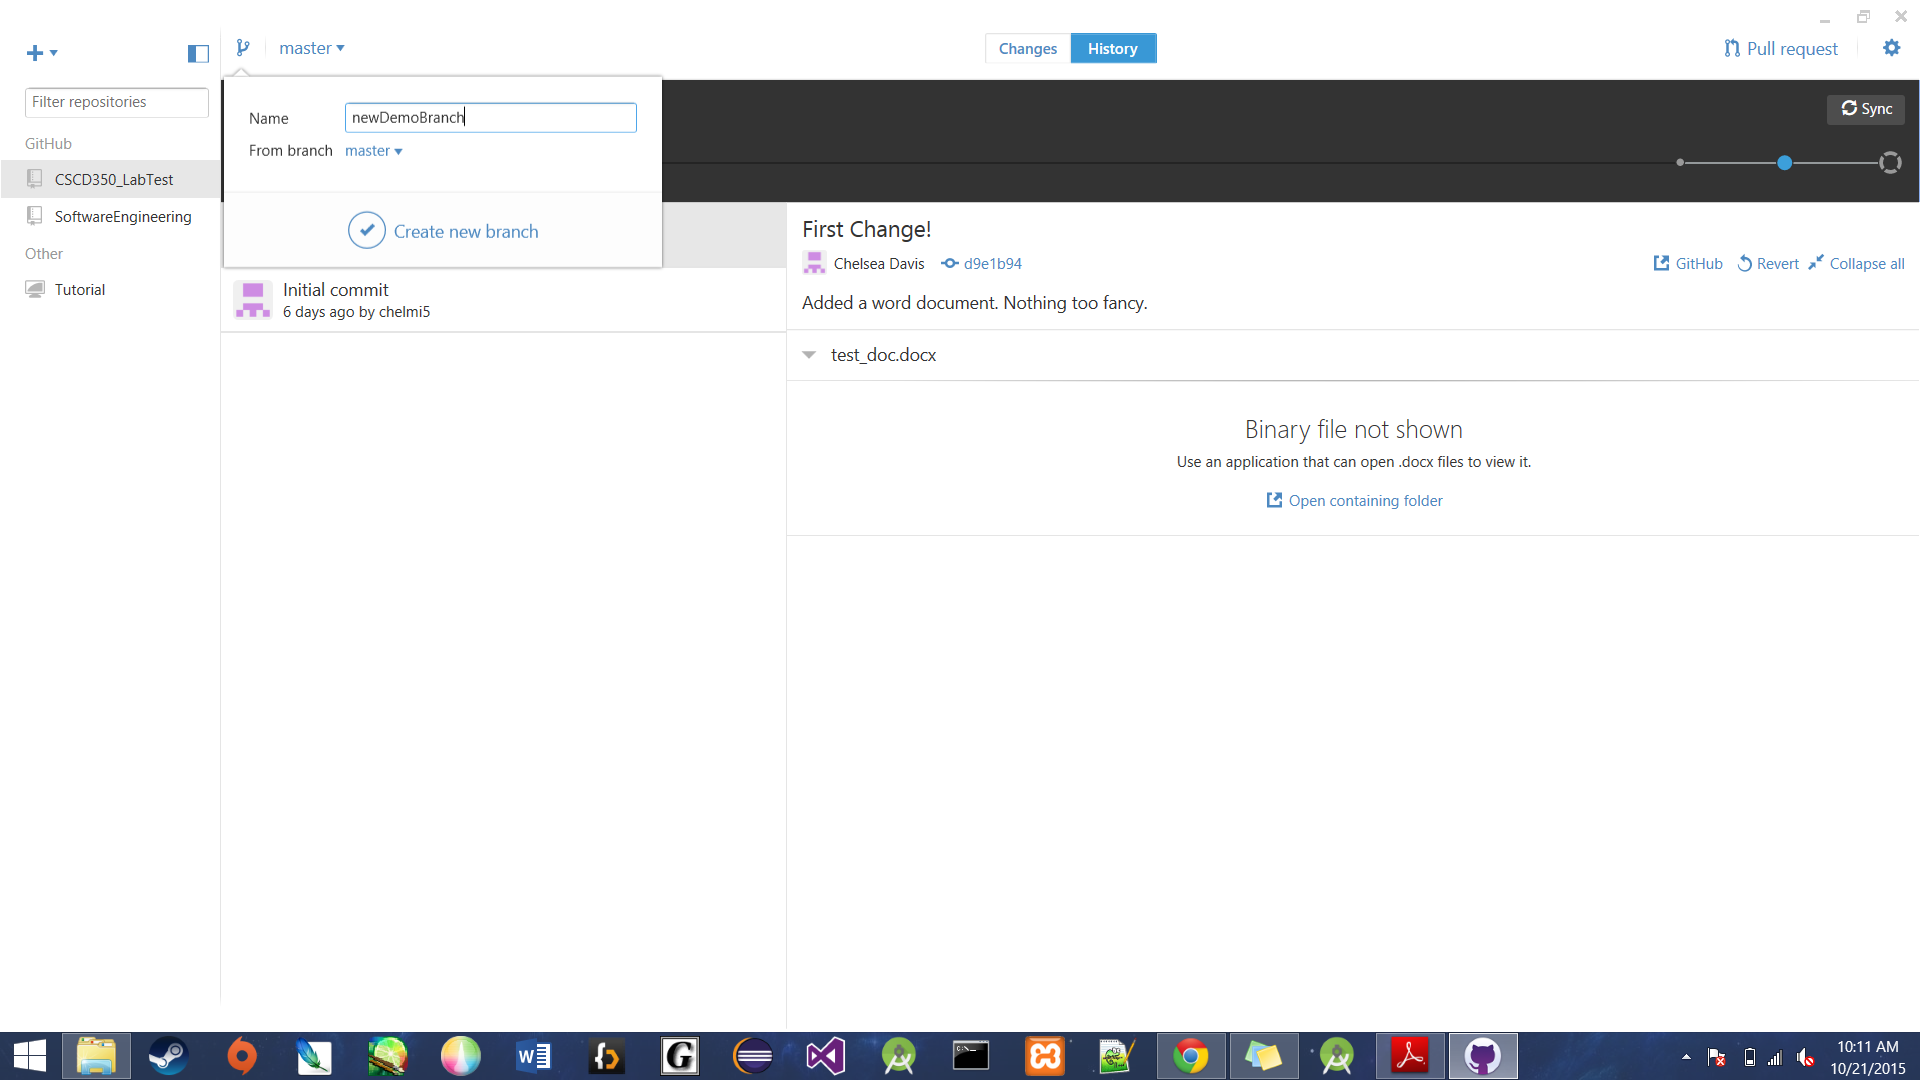 master
Changes
History
Pull request
Filter repositories
GitHub
CSCD350_LabTest
SoftwareEngineering
Other
Tutorial
Name
newDemoBranch
From branch
master
Create new branch
Sync
Initial commit
6 days ago by chelmi5
First Change!
Chelsea Davis
d9e1b94
GitHub
Revert
Collapse all
Added a word document. Nothing too fancy.
test_doc.docx
Binary file not shown
Use an application that can open .docx files to view it.
Open containing folder
G
10:11 AM
10/21/2015